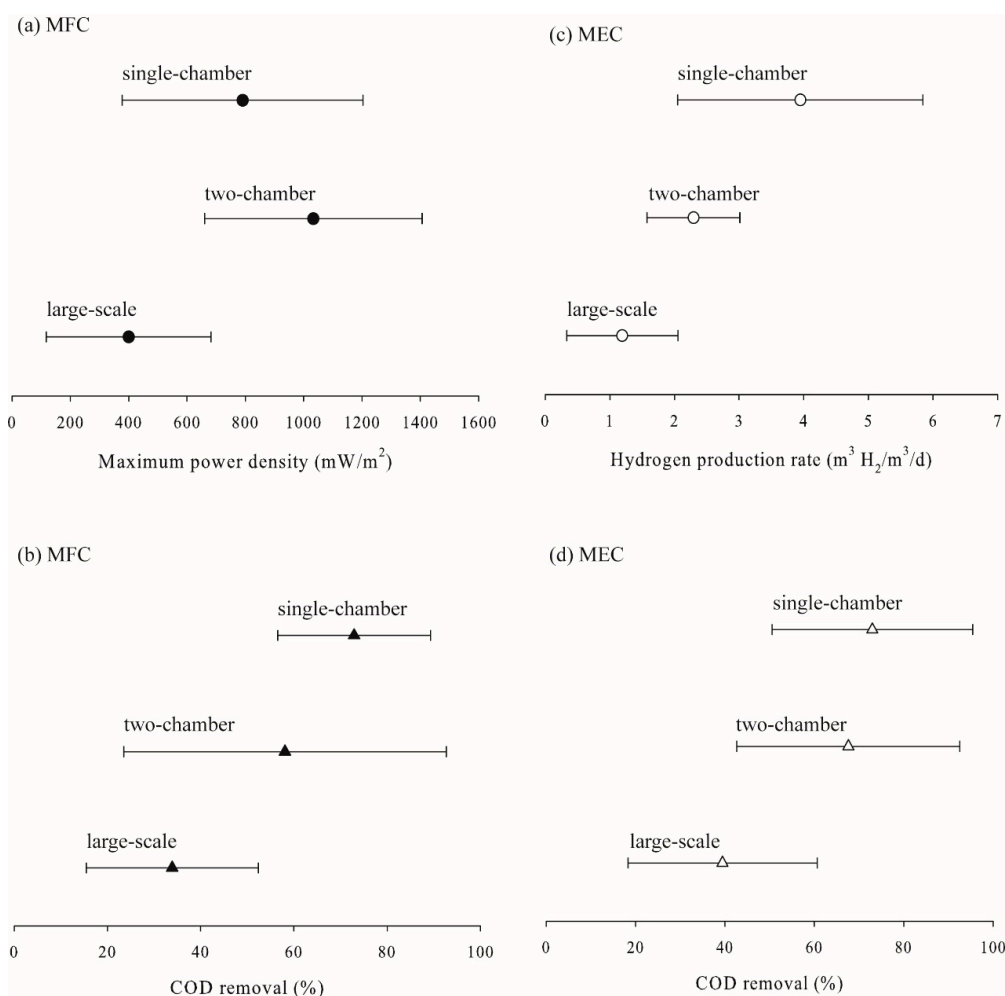 (a) MFC
single-chamber
two-chamber
large-scale
0 200 400 600 800 1000 1200 1400 1600
Maximum power density (mW/m²)
(c) MEC
single-chamber
two-chamber
large-scale
0 1 2 3 4 5 6 7
Hydrogen production rate (m³ H₂/m³/d)
(b) MFC
single-chamber
two-chamber
large-scale
0 20 40 60 80 100
COD removal (%)
(d) MEC
single-chamber
two-chamber
large-scale
0 20 40 60 80 100
COD removal (%)